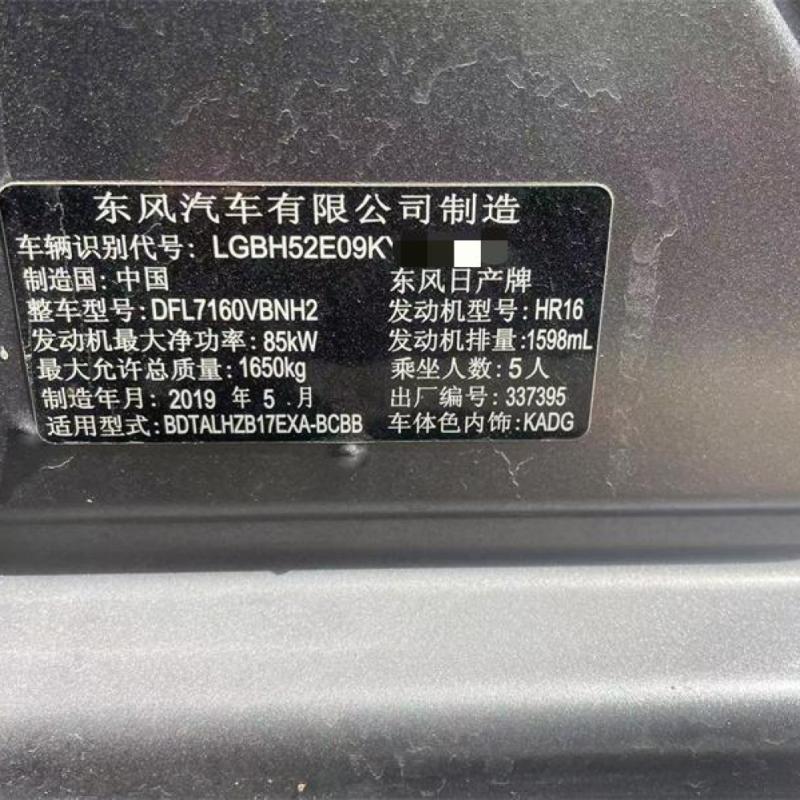 东风汽车有限公司制造
车辆识别代号: LGBH52E09KY
制造国: 中国 东风日产牌
整车型号: DFL7160VBNH2 发动机型号: HR16
发动机最大净功率: 85kW 发动机排量: 1598mL
最大允许总质量: 1650kg 乘坐人数: 5人
制造年月: 2019 年 5 月 出厂编号: 337395
适用型式: BDTALHZB17EXA-BCBB 车体色内饰: KADG